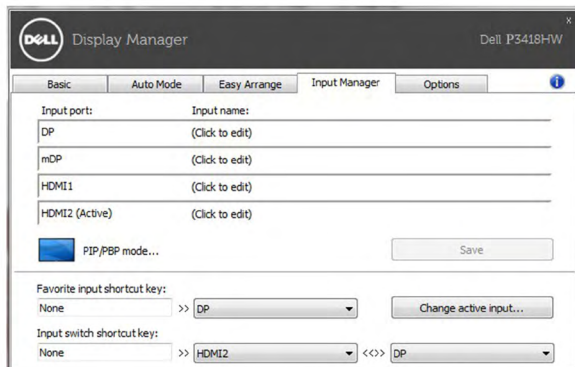 x
DELL Display Manager Dell P3418HW
Basic Auto Mode Easy Arrange Input Manager Options i
Input port: Input name:
DP (Click to edit)
mDP (Click to edit)
HDMI1 (Click to edit)
HDMI2 (Active) (Click to edit)
PIP/PBP mode... Save
Favorite input shortcut key:
None >> DP Change active input...
Input switch shortcut key:
None >> HDMI2 <<>> DP